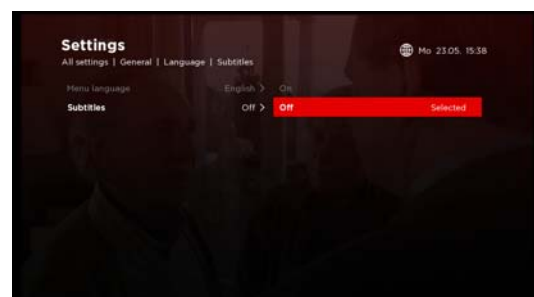 Settings
Mo 23.05. 15:38
All settings | General | Language | Subtitles
Menu language English > On
Subtitles Off > Off Selected